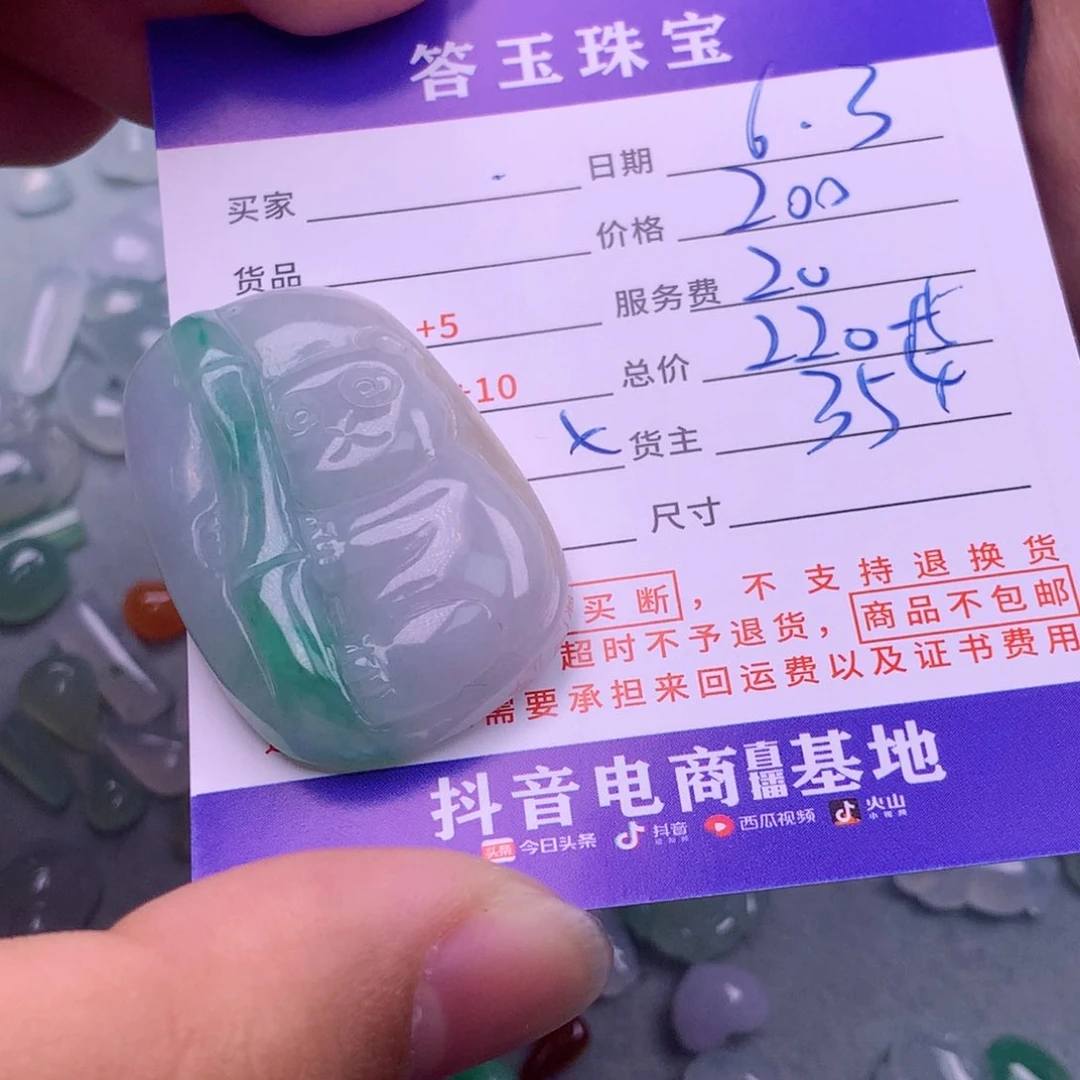 答玉珠宝
买家 日期 6.3
货品 价格 200
+5 服务费 20
+10 总价 220
货主 354
尺寸
买断，不支持退换货
超时不予退货，商品不包邮
需要承担来回运费以及证书费用
抖音电商直播基地
头条 今日头条 抖音 西瓜视频 火山